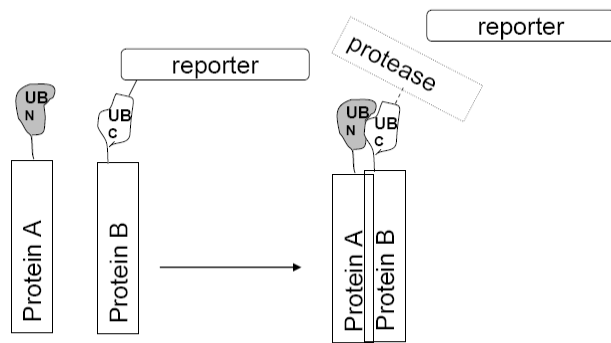 reporter
UB
N
UB
C
reporter
protease
UB
N
UB
C
Protein A
Protein B
Protein A
Protein B